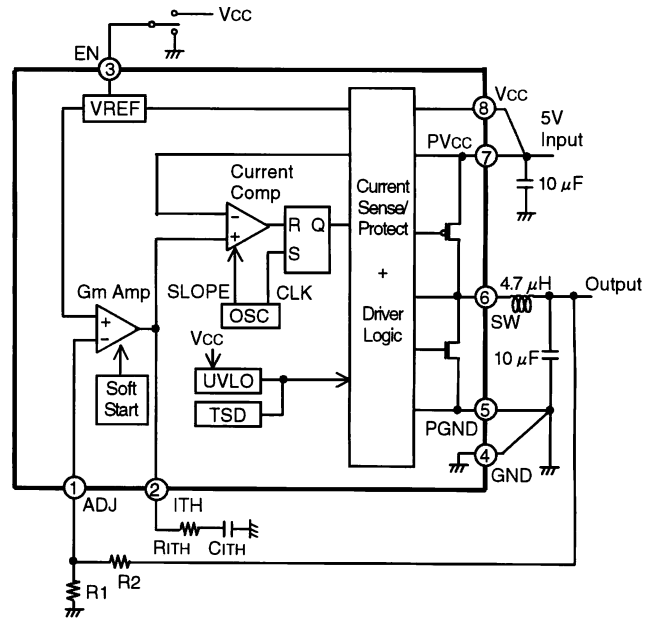 VCC
EN
3
VREF
8
VCC
5V
Input
PVCC
7
10 µF
Current
Comp
Current
Sense/
Protect
+
Driver
Logic
−
+
R Q
S
SLOPE
CLK
OSC
Gm Amp
+
−
Soft
Start
VCC
UVLO
TSD
6
SW
4.7 µH
Output
10 µF
PGND
5
4
GND
1
ADJ
2
ITH
RITH
CITH
R2
R1